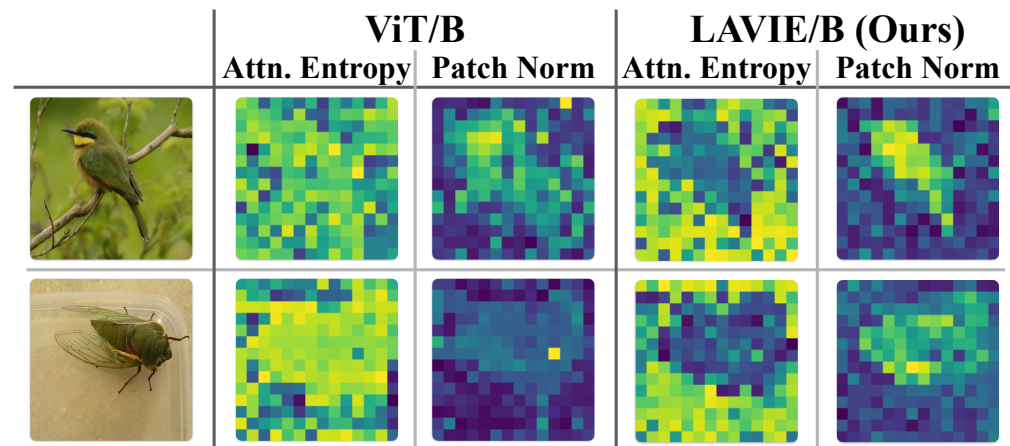 ViT/B LAVIE/B (Ours)
Attn. Entropy Patch Norm Attn. Entropy Patch Norm